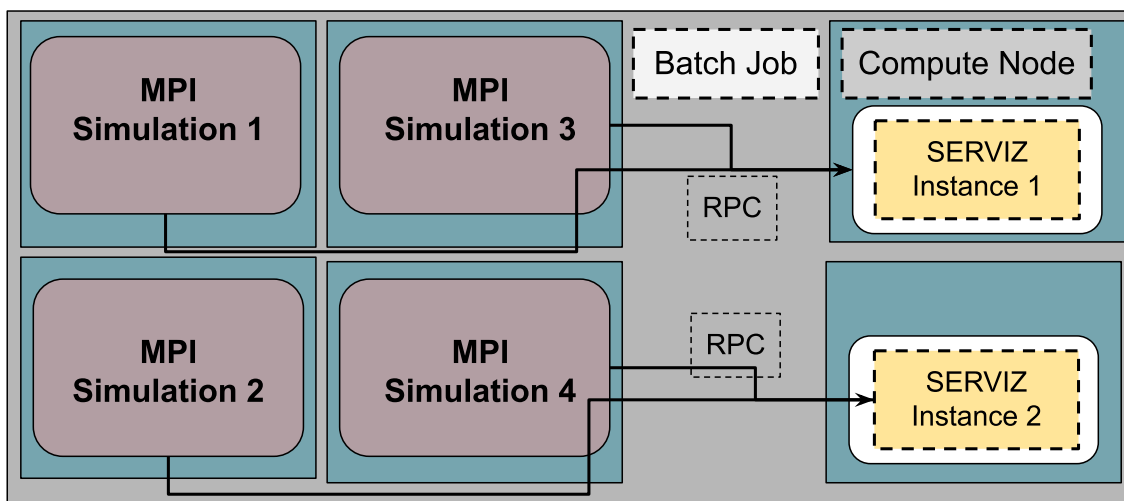 MPI
Simulation 1
MPI
Simulation 3
Batch Job
Compute Node
SERVIZ
Instance 1
RPC
MPI
Simulation 2
MPI
Simulation 4
RPC
SERVIZ
Instance 2